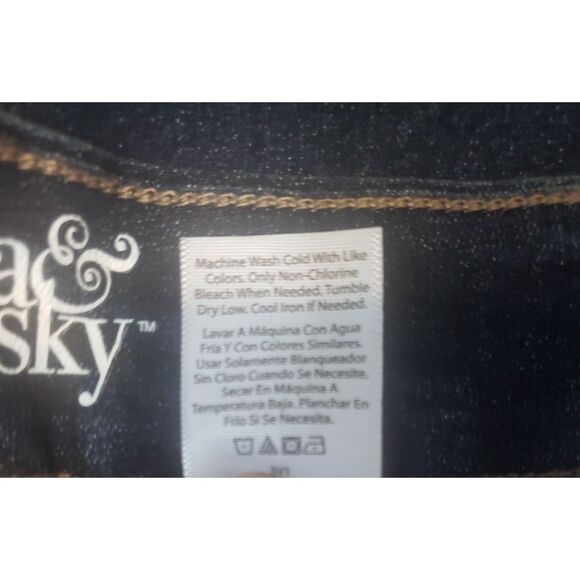 a&
sky™
Machine Wash Cold With Like
Colors. Only Non-Chlorine
Bleach When Needed. Tumble
Dry Low. Cool Iron If Needed.
Lavar A Máquina Con Agua
Fría Y Con Colores Similares.
Usar Solamente Blanqueador
Sin Cloro Cuando Se Necesite.
Secar En Máquina A
Temperatura Baja. Planchar En
Frío Si Se Necesita.